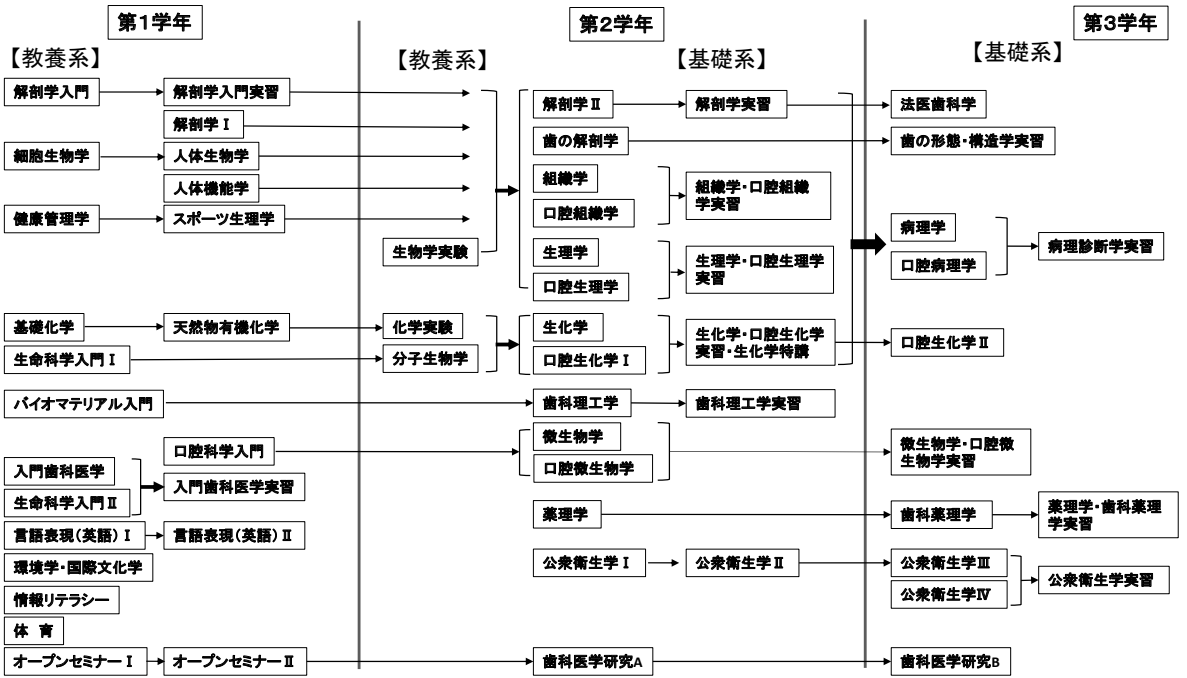 第1学年
第2学年
第3学年
【教養系】
【教養系】
【基礎系】
【基礎系】
解剖学入門
解剖学入門実習
解剖学Ⅰ
細胞生物学
人体生物学
人体機能学
健康管理学
スポーツ生理学
生物学実験
基礎化学
天然物有機化学
化学実験
生命科学入門Ⅰ
分子生物学
バイオマテリアル入門
口腔科学入門
入門歯科医学
生命科学入門Ⅱ
入門歯科医学実習
言語表現(英語)Ⅰ
言語表現(英語)Ⅱ
環境学・国際文化学
情報リテラシー
体 育
オープンセミナーⅠ
オープンセミナーⅡ
解剖学Ⅱ
解剖学実習
法医歯科学
歯の解剖学
歯の形態・構造学実習
組織学
口腔組織学
組織学・口腔組織
学実習
生理学
口腔生理学
生理学・口腔生理学
実習
病理学
口腔病理学
病理診断学実習
生化学
口腔生化学Ⅰ
生化学・口腔生化学
実習・生化学特講
口腔生化学Ⅱ
歯科理工学
歯科理工学実習
微生物学
口腔微生物学
微生物学・口腔微
生物学実習
薬理学
歯科薬理学
薬理学・歯科薬理
学実習
公衆衛生学Ⅰ
公衆衛生学Ⅱ
公衆衛生学Ⅲ
公衆衛生学Ⅳ
公衆衛生学実習
歯科医学研究A
歯科医学研究B